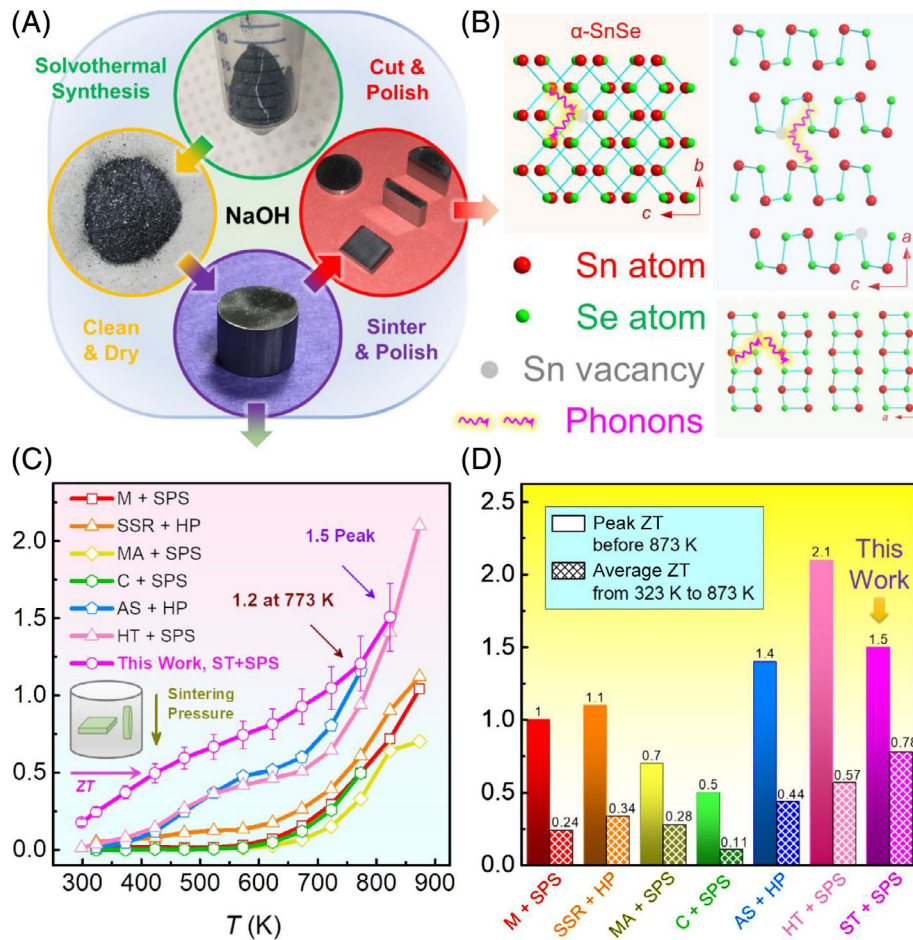 (A)
Solvothermal
Synthesis
Cut &
Polish
NaOH
Clean
& Dry
Sinter
& Polish
(B)
α-SnSe
b
c
a
c
Sn atom
Se atom
Sn vacancy
Phonons
a
(C)
2.0
1.5
1.0
0.5
0.0
M + SPS
SSR + HP
MA + SPS
C + SPS
AS + HP
HT + SPS
This Work, ST+SPS
1.5 Peak
1.2 at 773 K
Sintering
Pressure
ZT
300 400 500 600 700 800 900
T (K)
(D)
2.5
2.0
1.5
1.0
0.5
0.0
Peak ZT
before 873 K
Average ZT
from 323 K to 873 K
This
Work
1
0.24
1.1
0.34
0.7
0.28
0.5
0.11
1.4
0.44
2.1
0.57
1.5
0.78
M + SPS
SSR + HP
MA + SPS
C + SPS
AS + HP
HT + SPS
ST + SPS